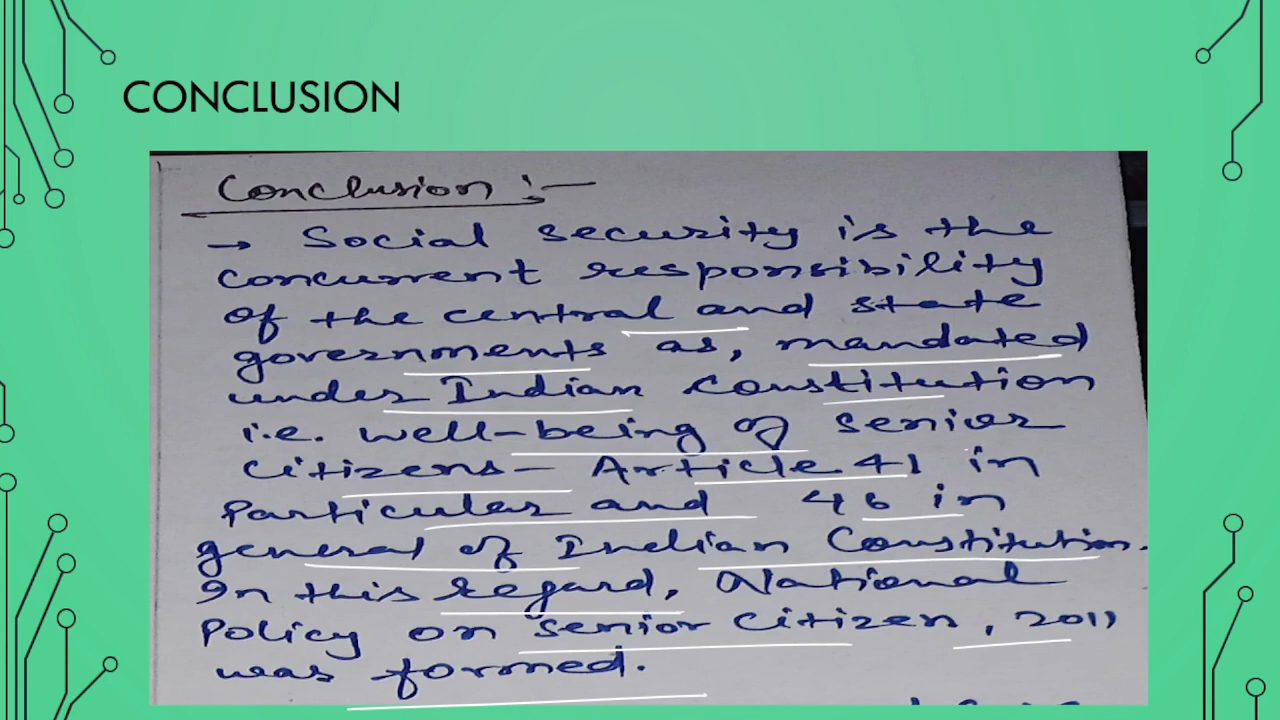 CONCLUSION
Conclusion :-
→ Social security is the
concurrent responsibility
of the central and state
governments as, mandated
under Indian constitution
i.e. well-being of senior
citizens- Article 41 in
Particular and 46 in
general of Indian Constitution.
In this regard, National
Policy on senior citizen, 2011
was formed.